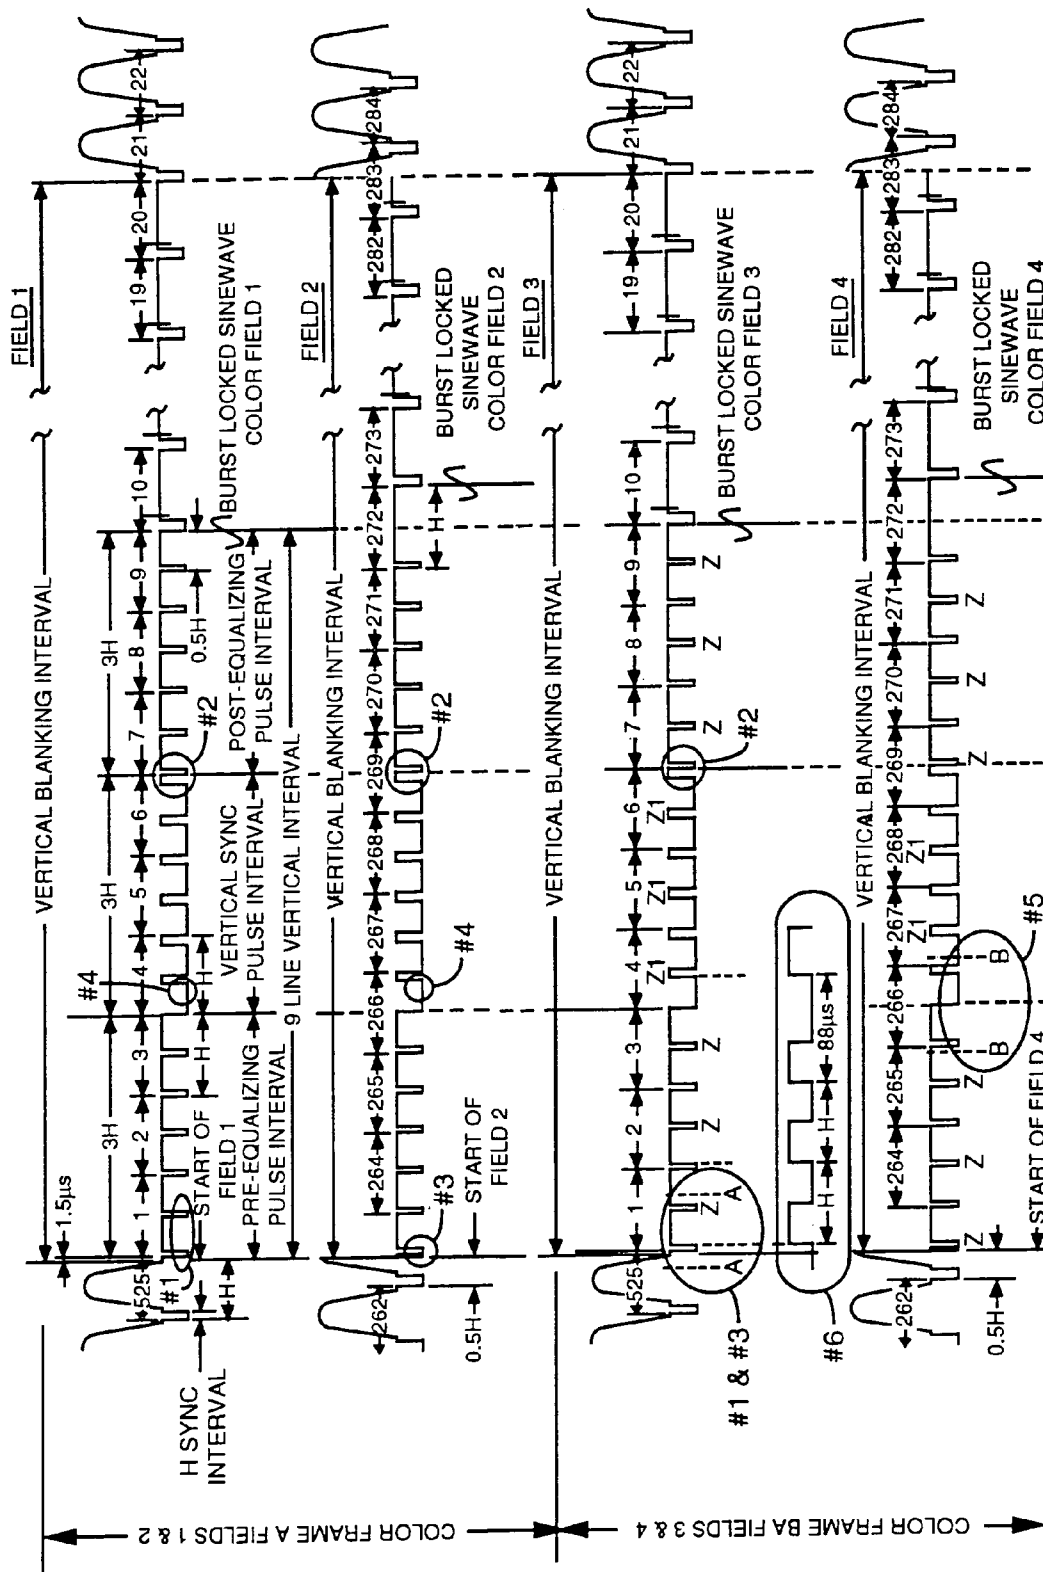 FIELD 1
VERTICAL BLANKING INTERVAL
1.5µs
3H
3H
3H
525
1
2
3
4
5
6
7
8
9
10
19
20
21
22
#1
#4
#2
H SYNC
INTERVAL
H
H
H
0.5H
START OF
FIELD 1
PRE-EQUALIZING
PULSE INTERVAL
VERTICAL SYNC
PULSE INTERVAL
POST-EQUALIZING
PULSE INTERVAL
9 LINE VERTICAL INTERVAL
BURST LOCKED SINEWAVE
COLOR FIELD 1
FIELD 2
VERTICAL BLANKING INTERVAL
262
264
265
266
267
268
269
270
271
272
273
282
283
284
#3
#4
#2
0.5H
START OF
FIELD 2
H
BURST LOCKED
SINEWAVE
COLOR FIELD 2
COLOR FRAME A FIELDS 1 & 2
FIELD 3
VERTICAL BLANKING INTERVAL
525
1
2
3
4
5
6
7
8
9
10
19
20
21
22
A
Z
A
Z
Z
Z1
Z1
Z1
Z
Z
Z
#1 & #3
#2
BURST LOCKED SINEWAVE
COLOR FIELD 3
#6
H
H
88µs
FIELD 4
VERTICAL BLANKING INTERVAL
262
264
265
266
267
268
269
270
271
272
273
282
283
284
Z
Z
Z
B
B
Z1
Z1
Z
Z
Z
#5
0.5H
START OF FIELD 4
BURST LOCKED
SINEWAVE
COLOR FIELD 4
COLOR FRAME BA FIELDS 3 & 4